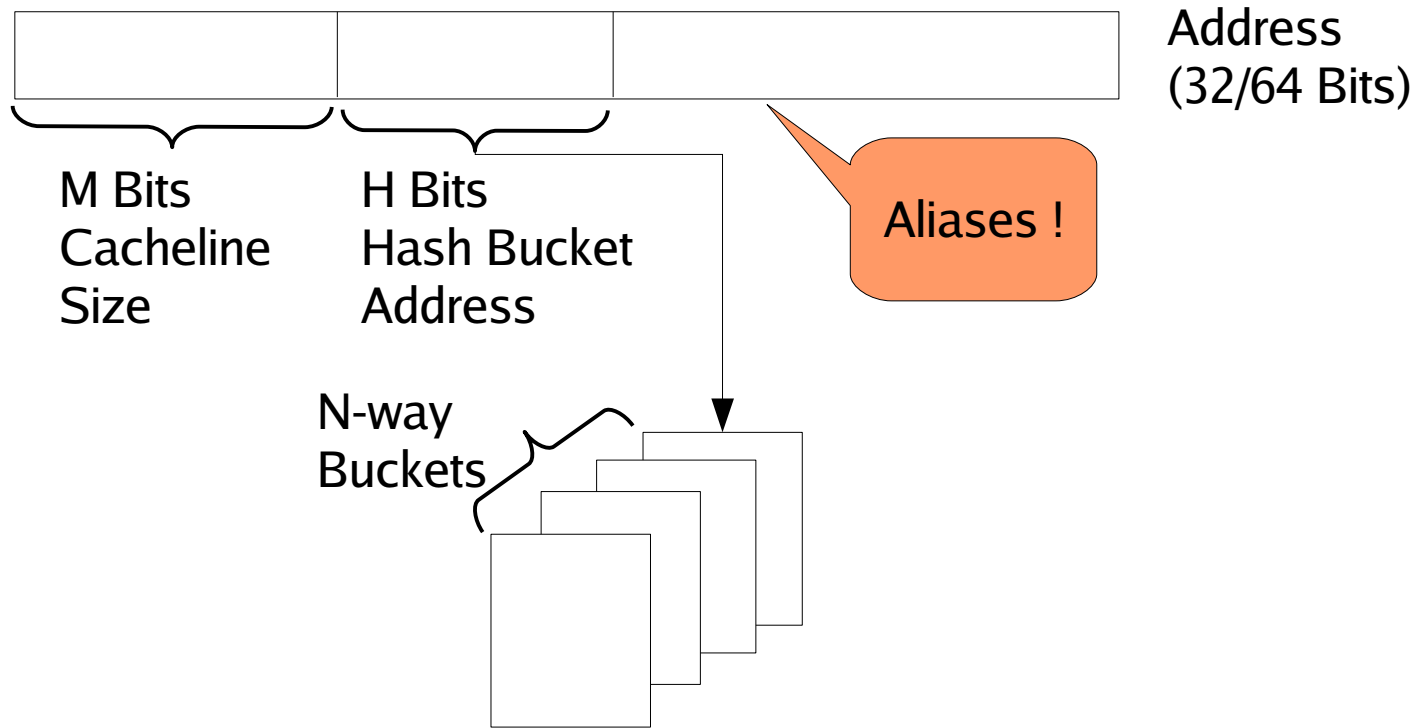 Address
(32/64 Bits)
M Bits
Cacheline
Size
H Bits
Hash Bucket
Address
Aliases !
N-way
Buckets